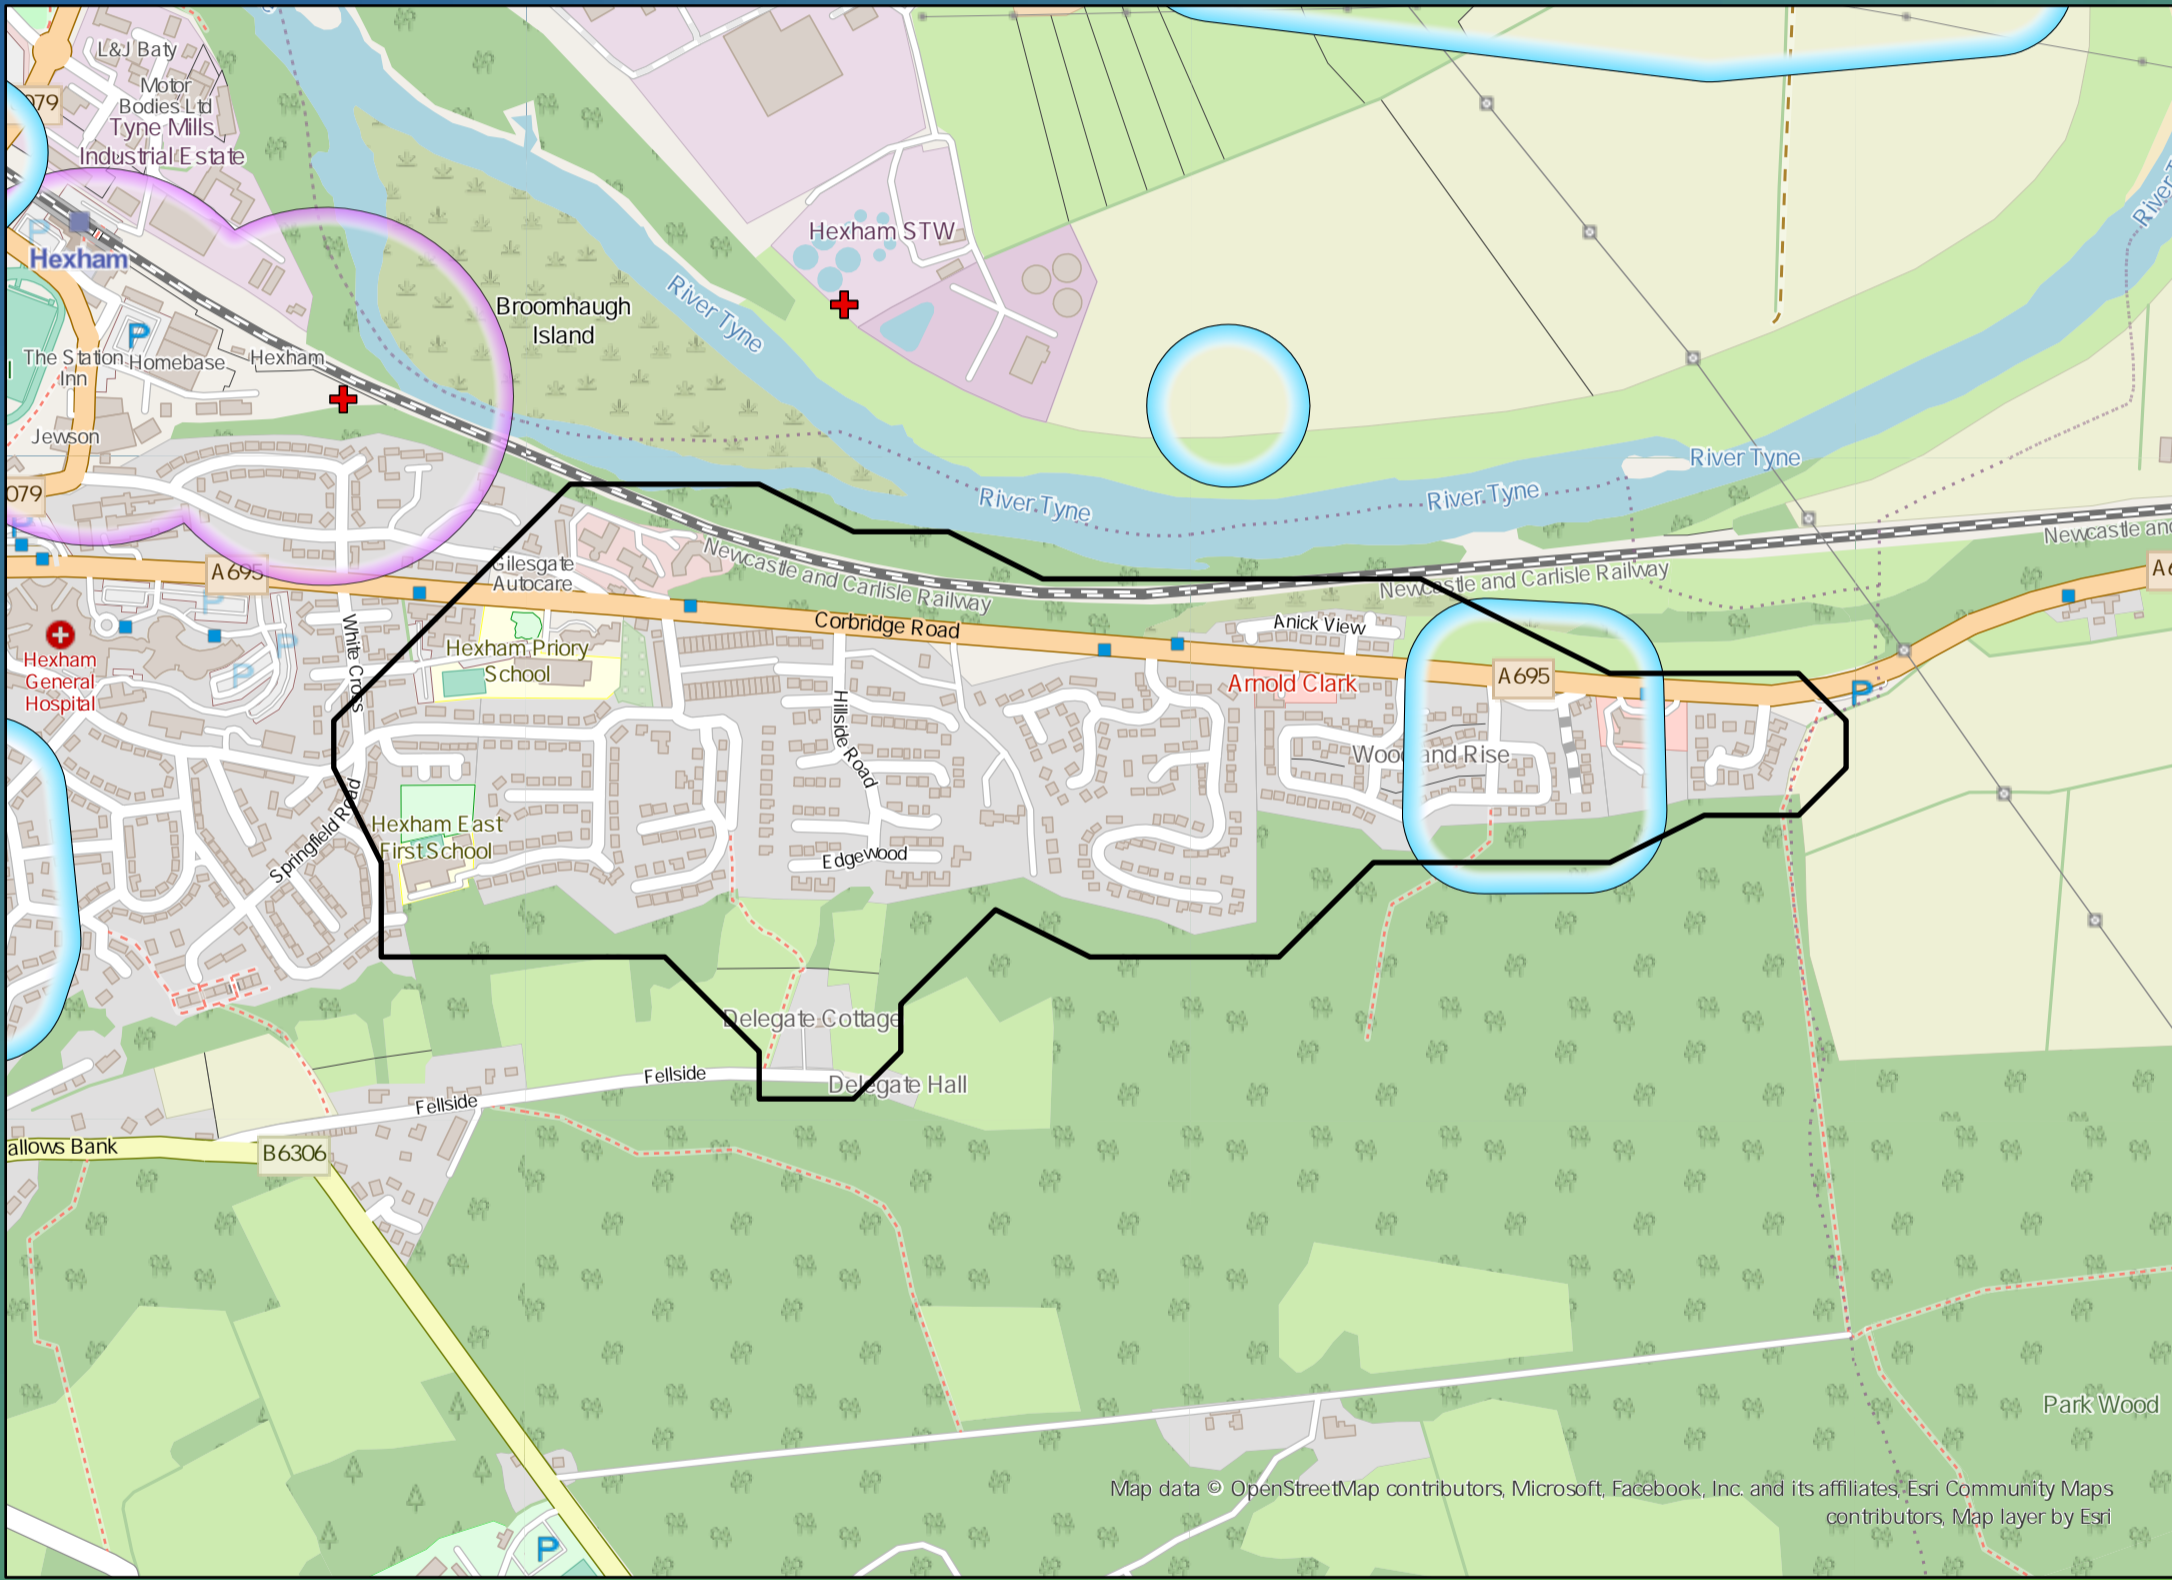 L&J Baty
Motor
Bodies Ltd
Tyne Mills
Industrial Estate
Hexham
The Station
Inn
Homebase
Hexham
Jewson
079
079
P
P
Broomhaugh
Island
River Tyne
Hexham STW
River Tyne
River Tyne
River Tyne
River T
A695
Gilesgate
Autocare
Newcastle and Carlisle Railway
Newcastle and Carlisle Railway
Newcastle and
A6
Corbridge Road
Anick View
Hexham Priory
School
Arnold Clark
A695
P
Hexham
General
Hospital
P
P
P
White Cross
Hillside Road
Woodland Rise
Springfield Road
Hexham East
First School
Edgewood
Delegate Cottage
Delegate Hall
Fellside
Fellside
allows Bank
B6306
Park Wood
P
Map data © OpenStreetMap contributors, Microsoft, Facebook, Inc. and its affiliates, Esri Community Maps
contributors, Map layer by Esri